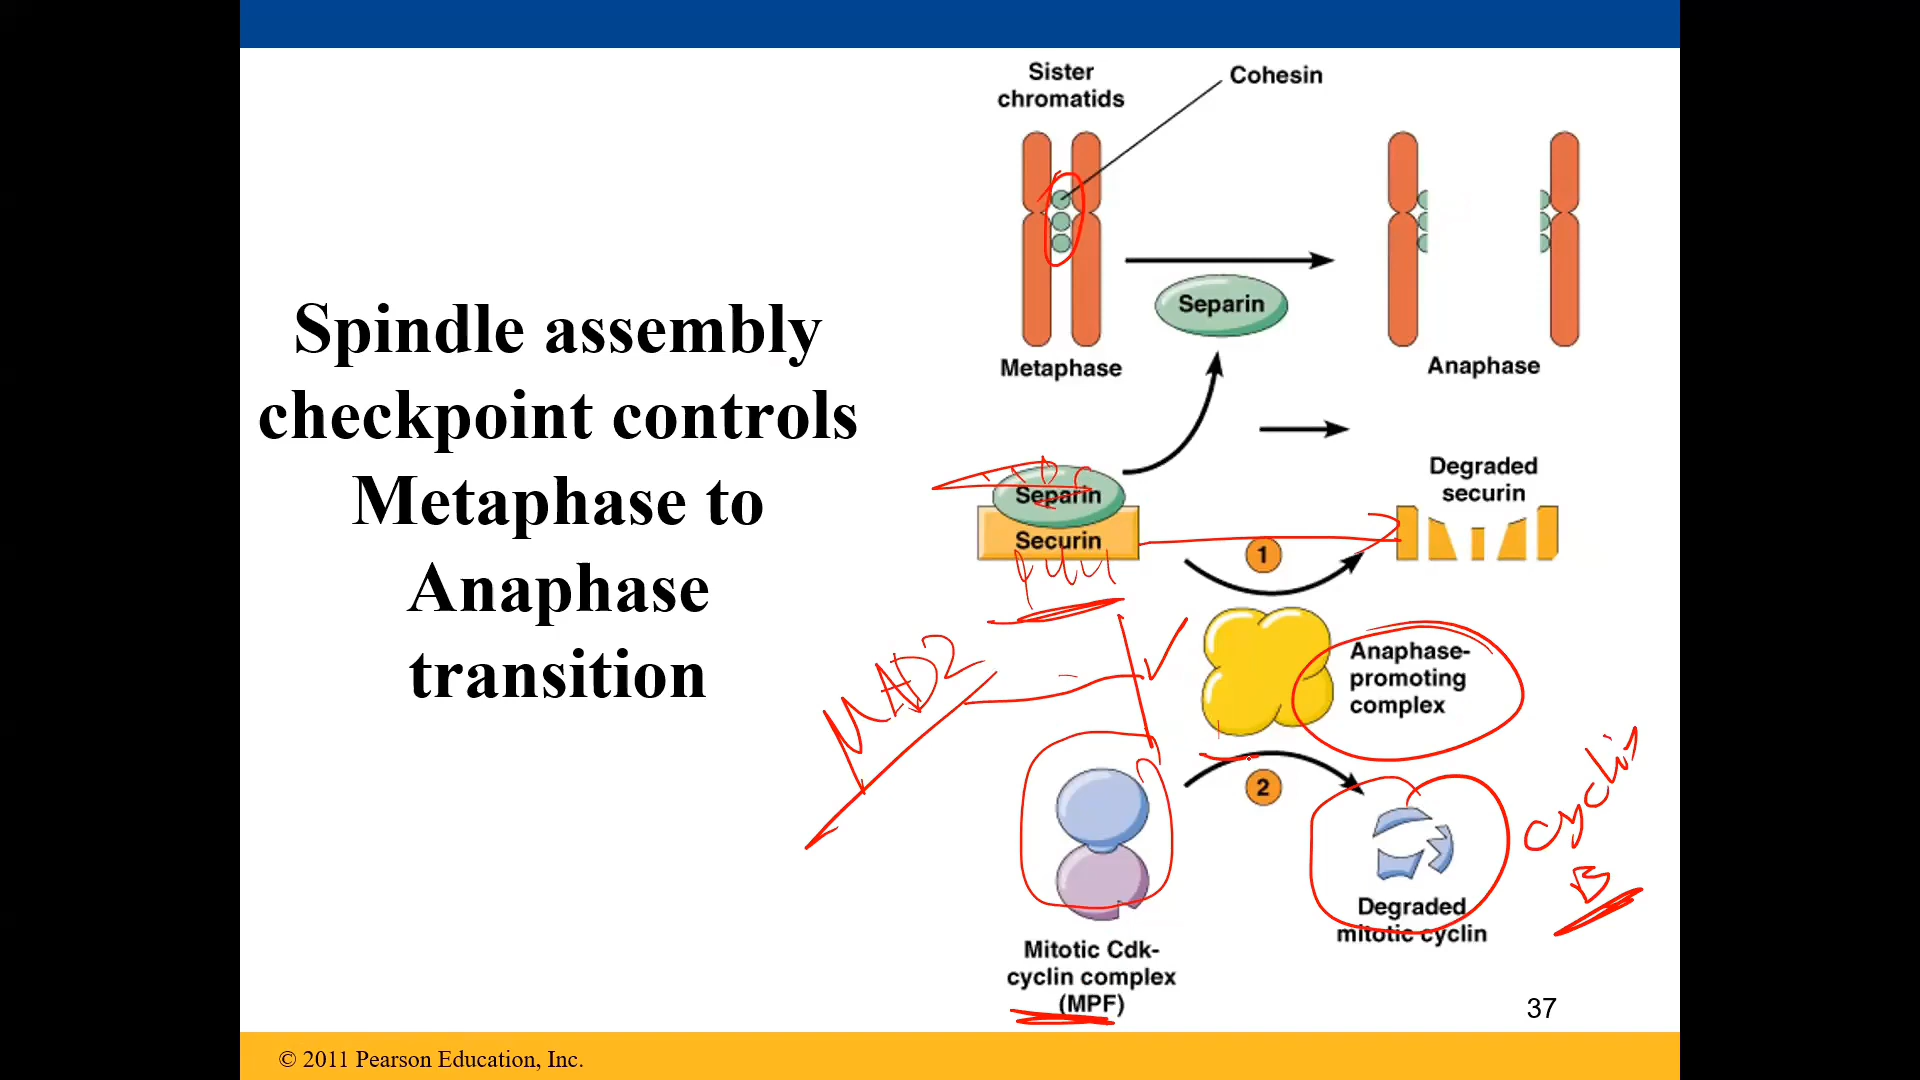 Sister
chromatids
Cohesin
Separin
Metaphase
Anaphase
Spindle assembly
checkpoint controls
Metaphase to
Anaphase
transition
Separin
Securin
Degraded
securin
1
MAD2
Anaphase-
promoting
complex
2
Cyclin
B
Degraded
mitotic cyclin
Mitotic Cdk-
cyclin complex
(MPF)
37
© 2011 Pearson Education, Inc.